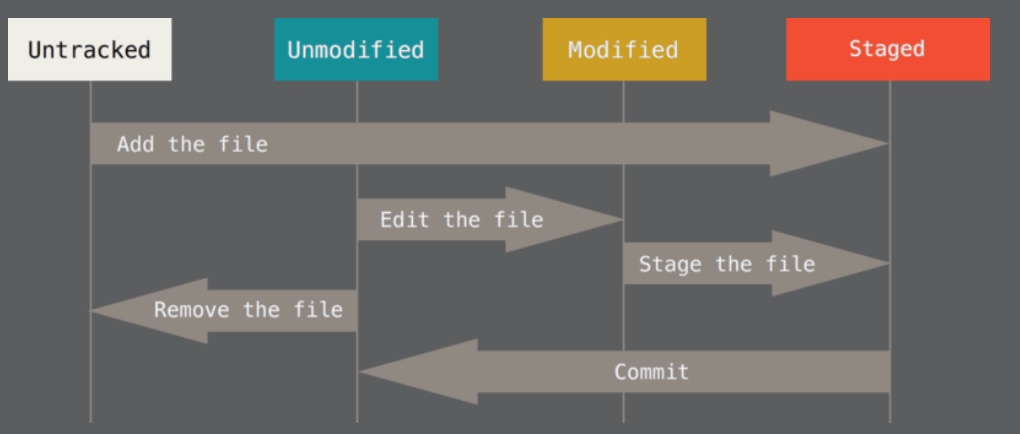 Untracked
Unmodified
Modified
Staged
Add the file
Edit the file
Stage the file
Remove the file
Commit